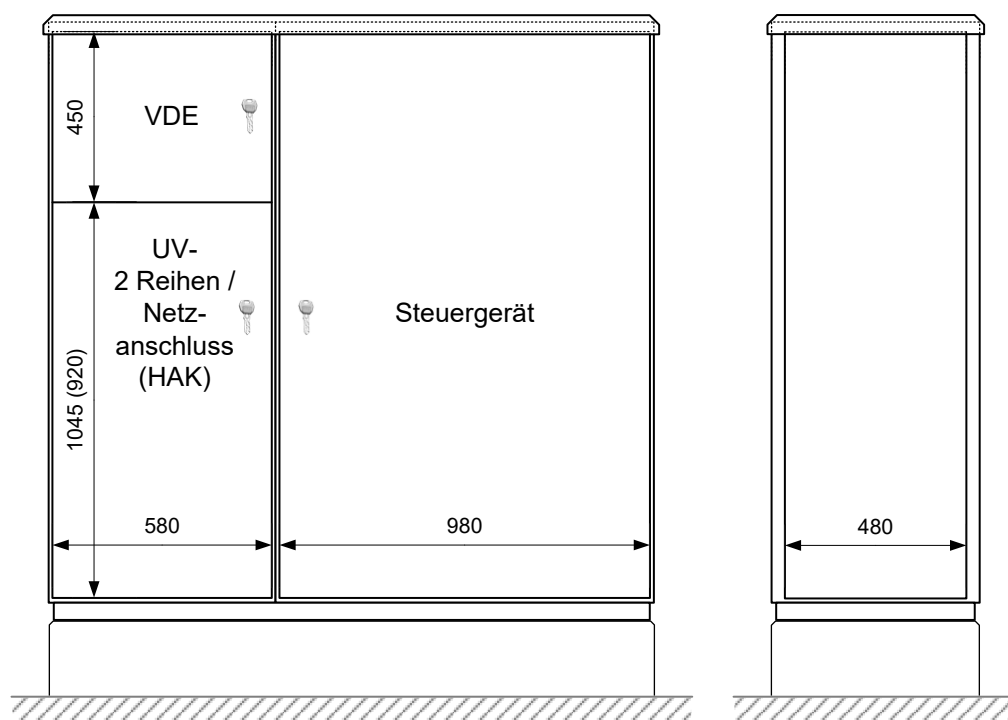 450
VDE
UV-
2 Reihen /
Netz-
anschluss
(HAK)
Steuergerät
1045 (920)
580
980
480